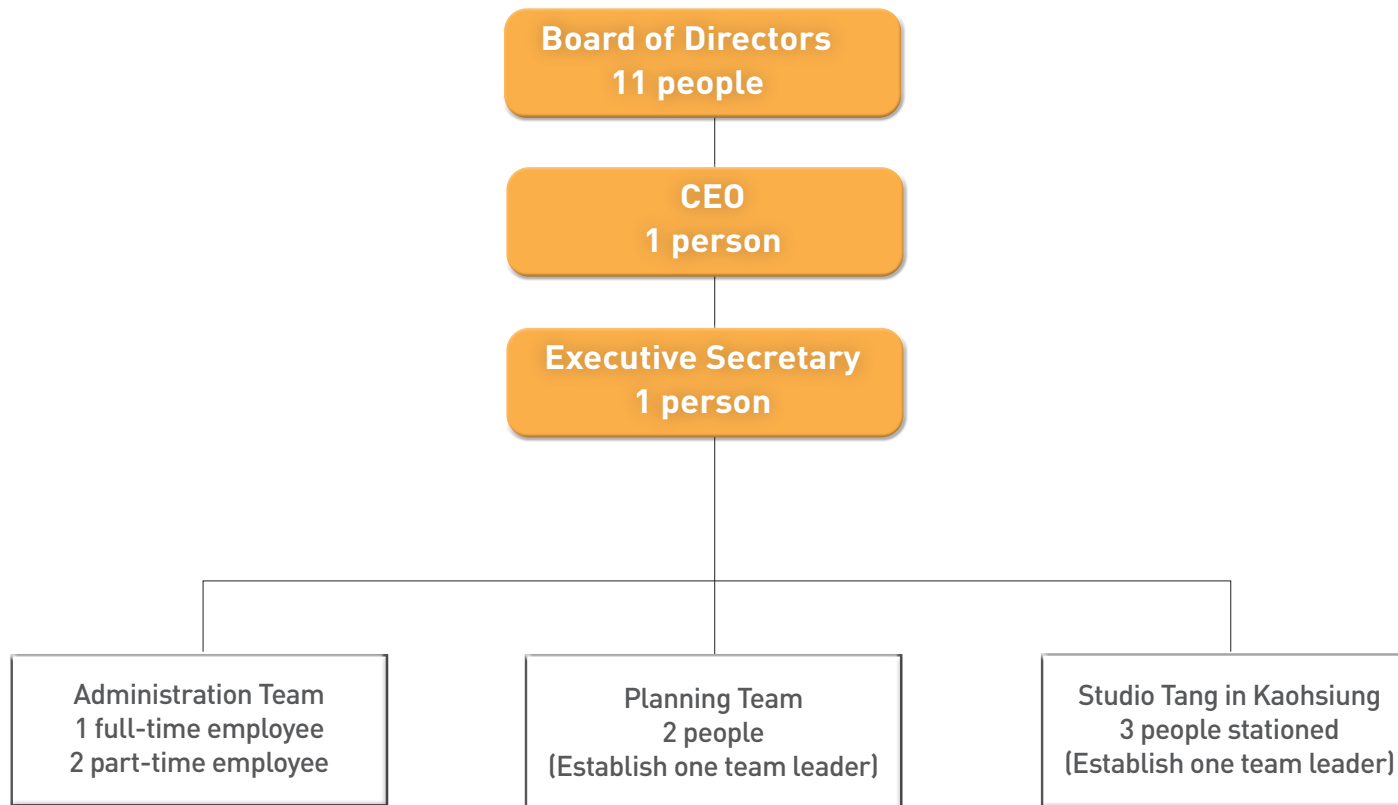 Board of Directors
11 people
CEO
1 person
Executive Secretary
1 person
Administration Team
1 full-time employee
2 part-time employee
Planning Team
2 people
(Establish one team leader)
Studio Tang in Kaohsiung
3 people stationed
(Establish one team leader)